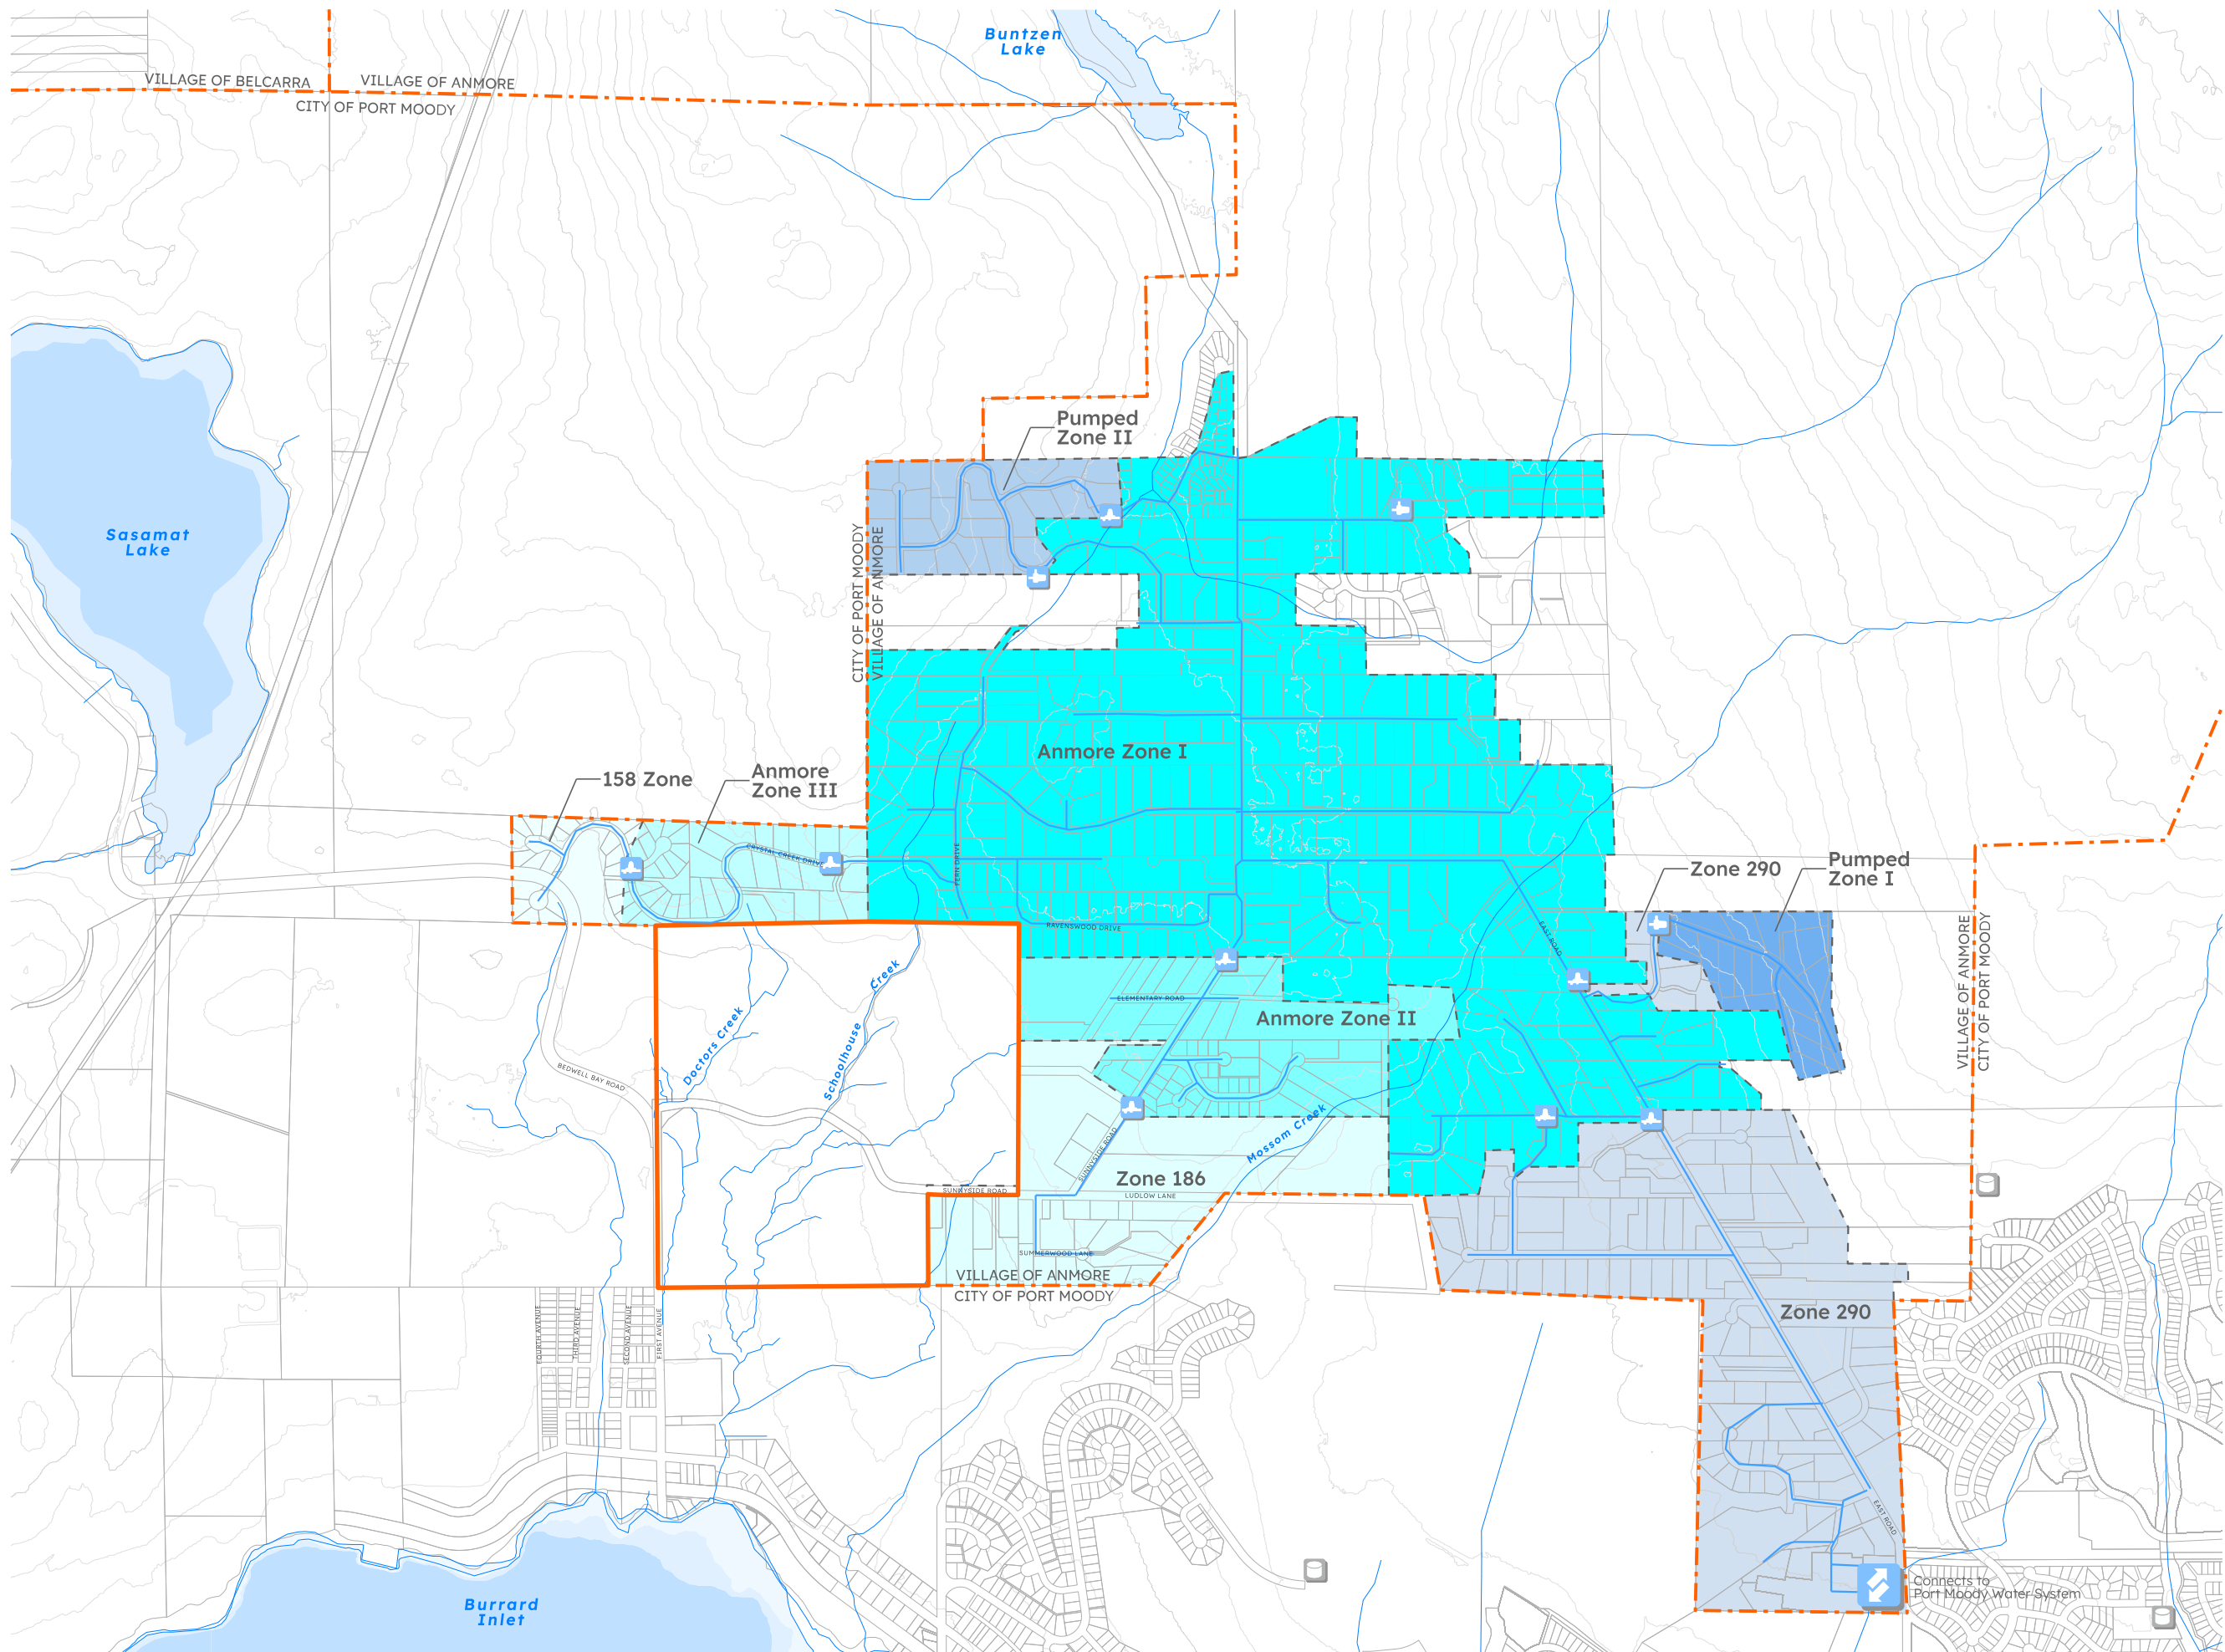 Buntzen
Lake
VILLAGE OF BELCARRA
VILLAGE OF ANMORE
CITY OF PORT MOODY
Pumped
Zone II
Sasamat
Lake
CITY OF PORT MOODY
VILLAGE OF ANMORE
Anmore Zone I
158 Zone
Anmore
Zone III
CRYSTAL CREEK DRIVE
FERN DRIVE
Zone 290
Pumped
Zone I
RAVENSWOOD DRIVE
EAST ROAD
VILLAGE OF ANMORE
CITY OF PORT MOODY
ELEMENTARY ROAD
Anmore Zone II
Doctors Creek
Schoolhouse
Creek
BEDWELL BAY ROAD
Mossom Creek
SUNNYSIDE ROAD
Zone 186
SUNNYSIDE ROAD
LUDLOW LANE
SUMMERWOOD LANE
VILLAGE OF ANMORE
CITY OF PORT MOODY
Zone 290
FOURTH AVENUE
THIRD AVENUE
SECOND AVENUE
FIRST AVENUE
EAST ROAD
Connects to
Port Moody Water System
Burrard
Inlet